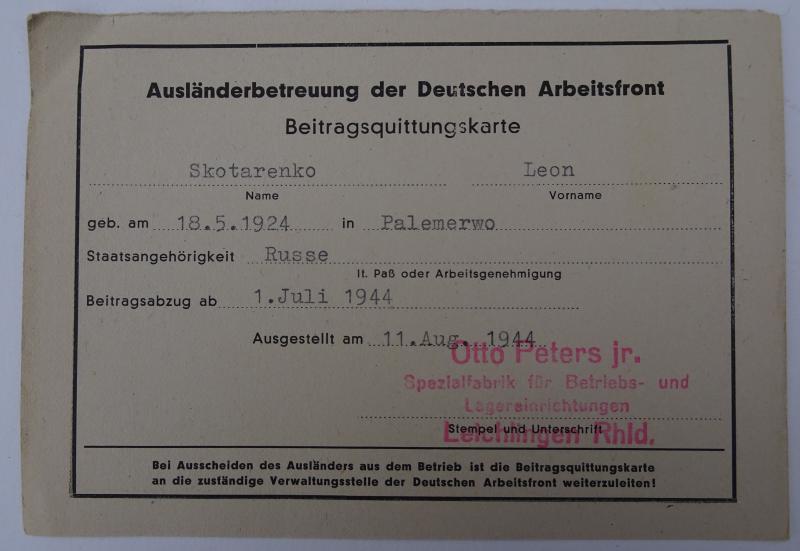 Ausländerbetreuung der Deutschen Arbeitsfront
Beitragsquittungskarte
Skotarenko Leon
Name Vorname
geb. am 18.5.1924 in Palemerwo
Staatsangehörigkeit Russe
lt. Paß oder Arbeitsgenehmigung
Beitragsabzug ab 1.Juli 1944
Ausgestellt am 11.Aug. 1944
Otto Peters jr.
Spezialfabrik für Betriebs- und
Lagereinrichtungen
Stempel und Unterschrift
Leichlingen Rhld.
Bei Ausscheiden des Ausländers aus dem Betrieb ist die Beitragsquittungskarte
an die zuständige Verwaltungsstelle der Deutschen Arbeitsfront weiterzuleiten!